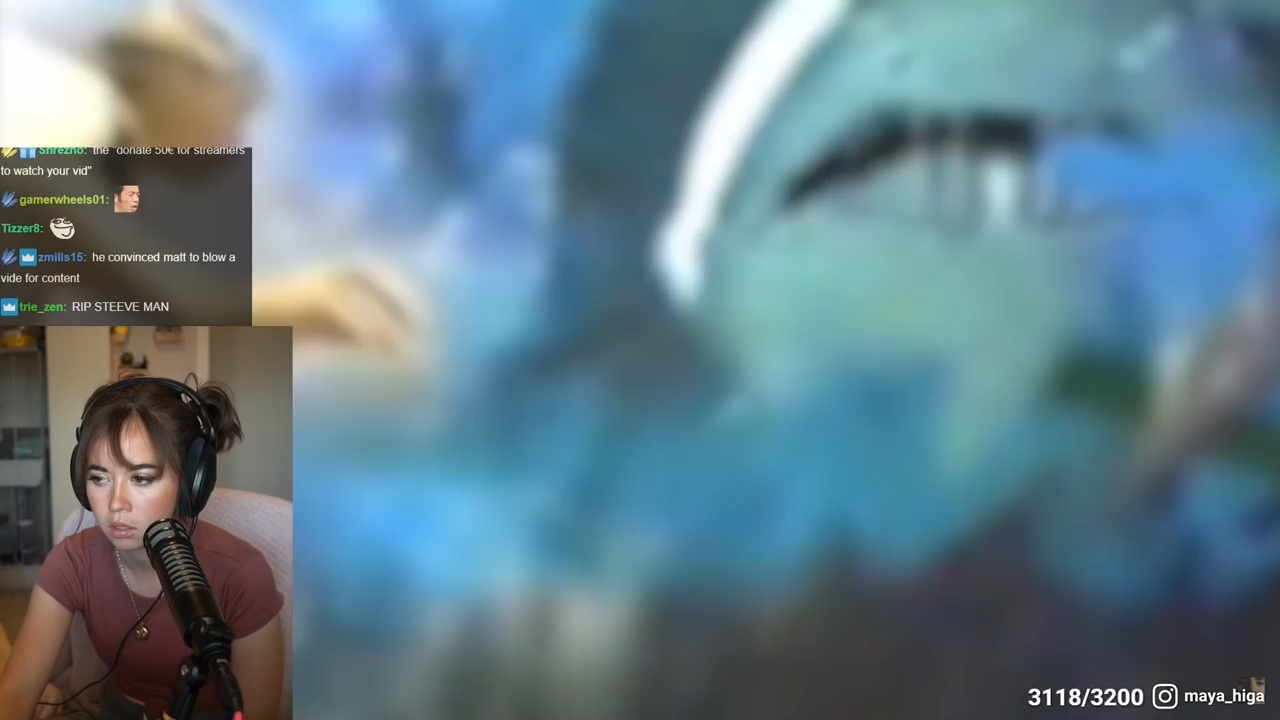 Shrezno: the "donate 50€ for streamers
to watch your vid"
gamerwheels01:
Tizzer8:
zmills15: he convinced matt to blow a
vide for content
trie_zen: RIP STEEVE MAN
3118/3200 maya_higa